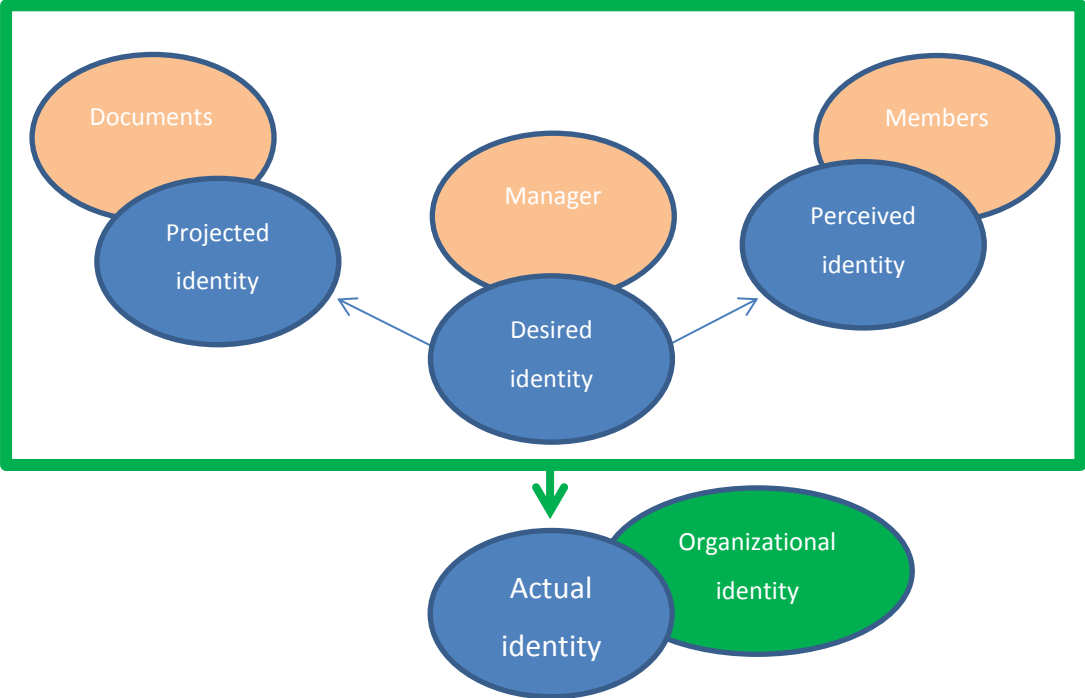 Documents
Projected
identity
Manager
Desired
identity
Members
Perceived
identity
Organizational
identity
Actual
identity